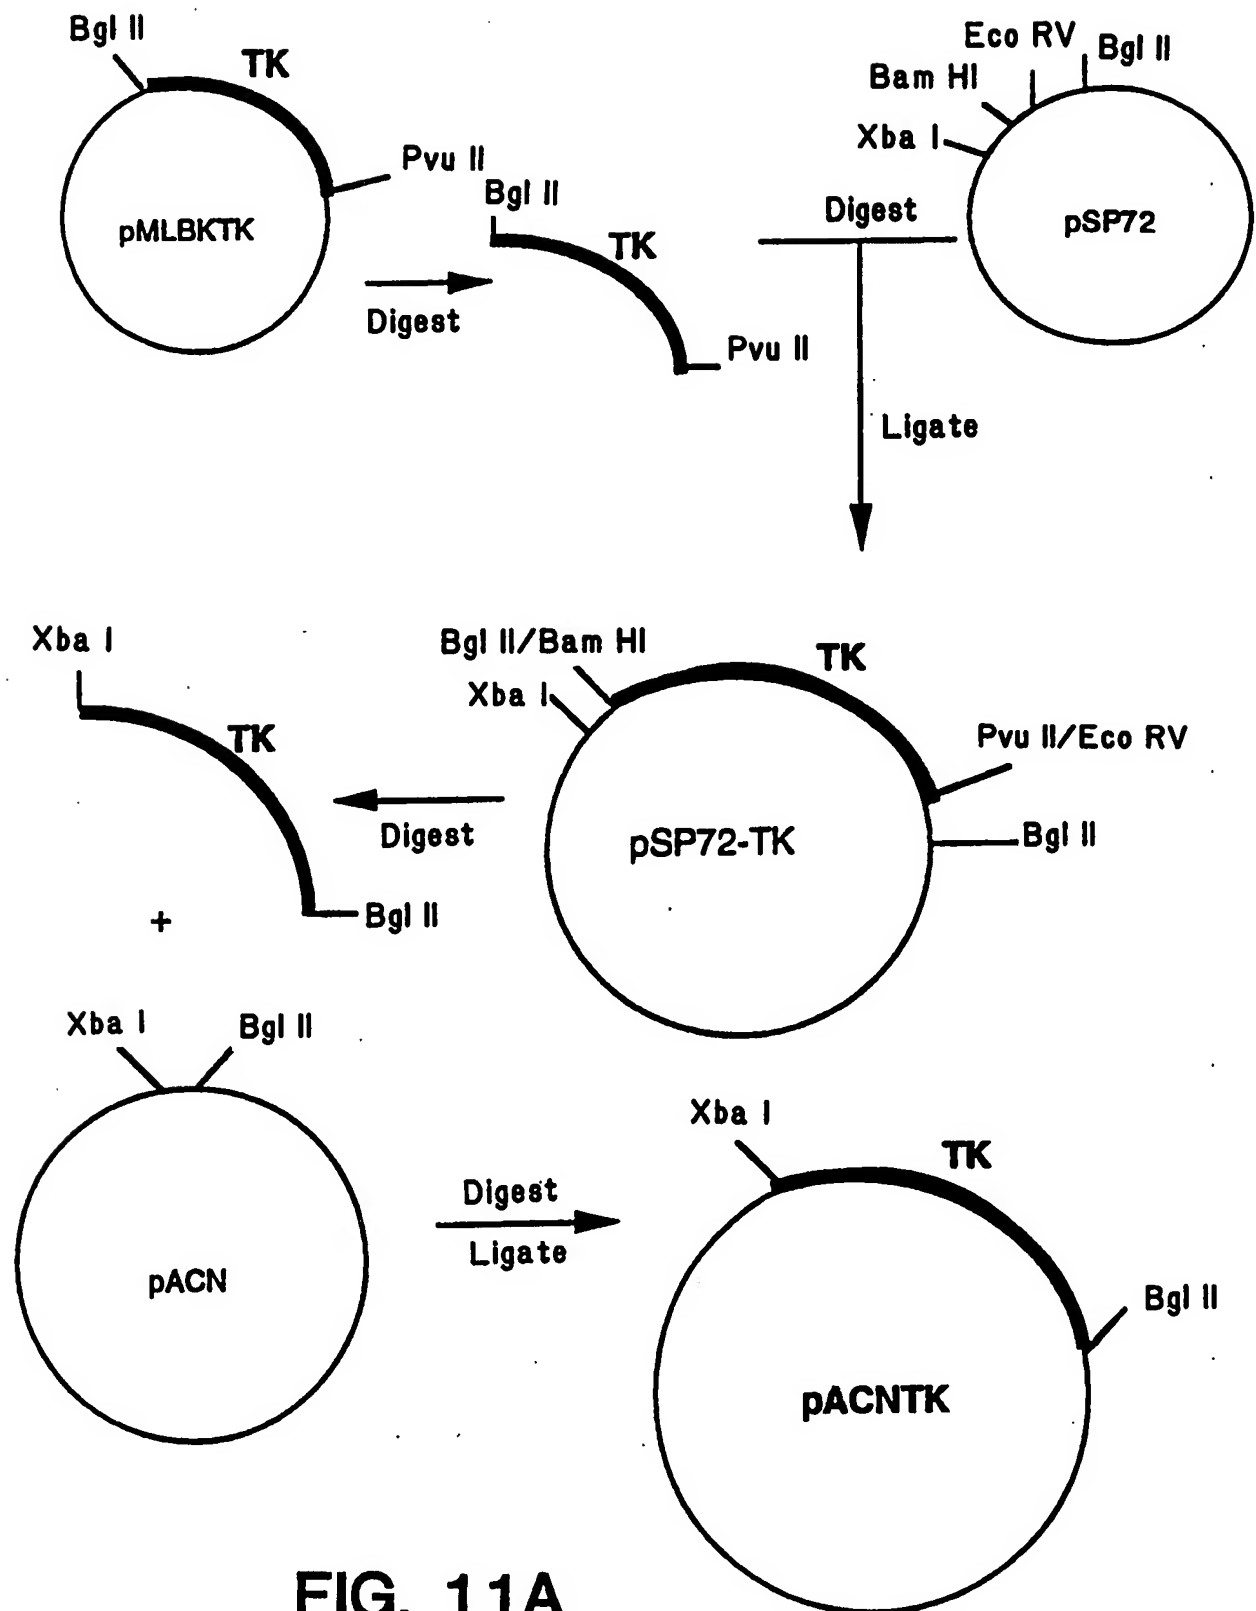 Bgl II
TK
Pvu II
pMLBKTK
Digest
Bgl II
TK
Pvu II
Eco RV
Bgl II
Bam HI
Xba I
pSP72
Digest
Ligate
Xba I
TK
Bgl II
Digest
Bgl II/Bam HI
Xba I
TK
Pvu II/Eco RV
Bgl II
pSP72-TK
+
Xba I
Bgl II
pACN
Digest
Ligate
Xba I
TK
Bgl II
pACNTK
FIG. 11A